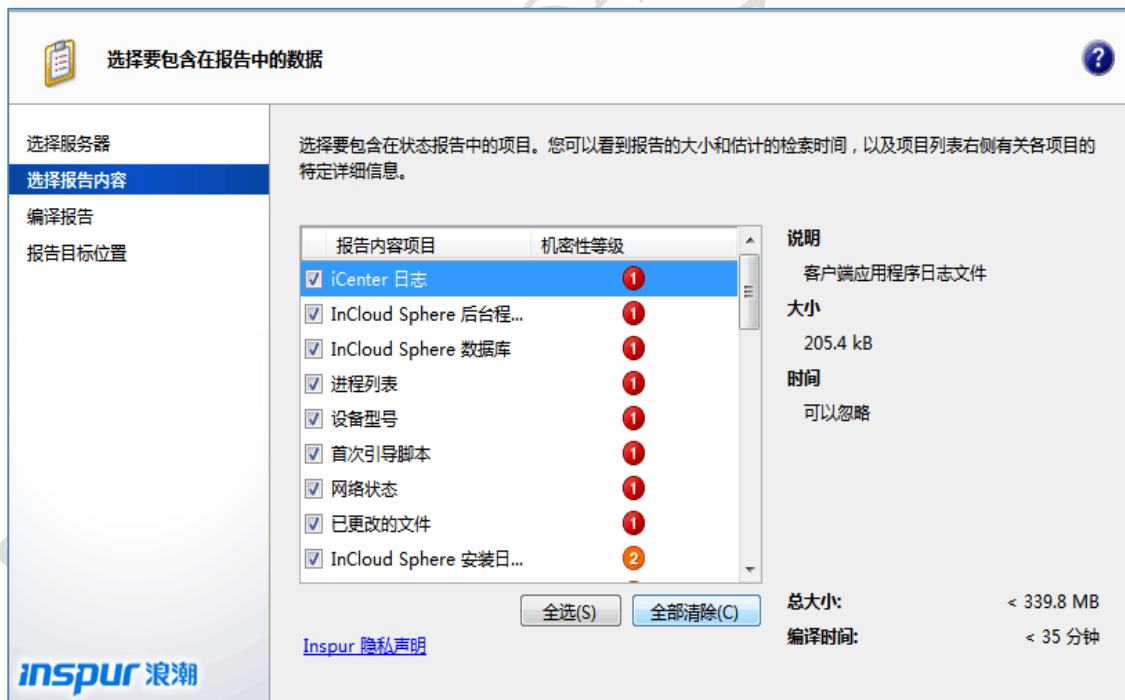 选择要包含在报告中的数据
?
选择服务器
选择报告内容
编译报告
报告目标位置
选择要包含在状态报告中的项目。您可以看到报告的大小和估计的检索时间，以及项目列表右侧有关各项目的
特定详细信息。
报告内容项目 机密性等级
iCenter 日志 1
InCloud Sphere 后台程... 1
InCloud Sphere 数据库 1
进程列表 1
设备型号 1
首次引导脚本 1
网络状态 1
已更改的文件 1
InCloud Sphere 安装日... 2
说明
客户端应用程序日志文件
大小
205.4 kB
时间
可以忽略
全选(S) 全部清除(C)
Inspur 隐私声明
总大小: < 339.8 MB
编译时间: < 35 分钟
inspur 浪潮